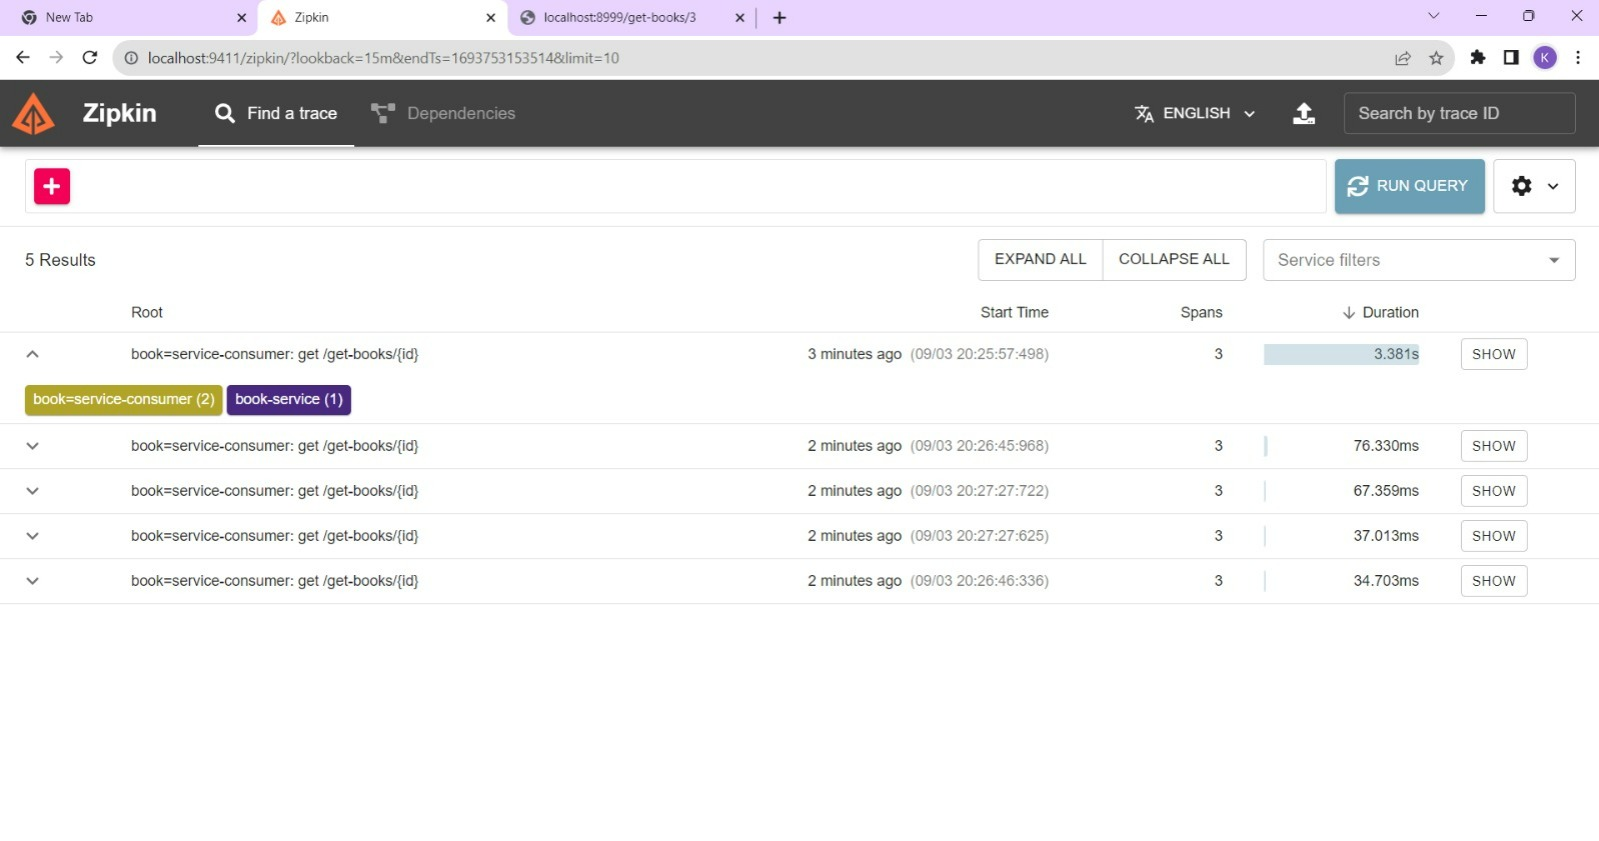 New Tab
Zipkin
localhost:8999/get-books/3
localhost:9411/zipkin/?lookback=15m&endTs=1693753153514&limit=10
K
Zipkin
Find a trace
Dependencies
ENGLISH
Search by trace ID
RUN QUERY
5 Results
EXPAND ALL
COLLAPSE ALL
Service filters
Root Start Time Spans Duration
book=service-consumer: get /get-books/{id} 3 minutes ago (09/03 20:25:57:498) 3 3.381s SHOW
book=service-consumer (2) book-service (1)
book=service-consumer: get /get-books/{id} 2 minutes ago (09/03 20:26:45:968) 3 76.330ms SHOW
book=service-consumer: get /get-books/{id} 2 minutes ago (09/03 20:27:27:722) 3 67.359ms SHOW
book=service-consumer: get /get-books/{id} 2 minutes ago (09/03 20:27:27:625) 3 37.013ms SHOW
book=service-consumer: get /get-books/{id} 2 minutes ago (09/03 20:26:46:336) 3 34.703ms SHOW